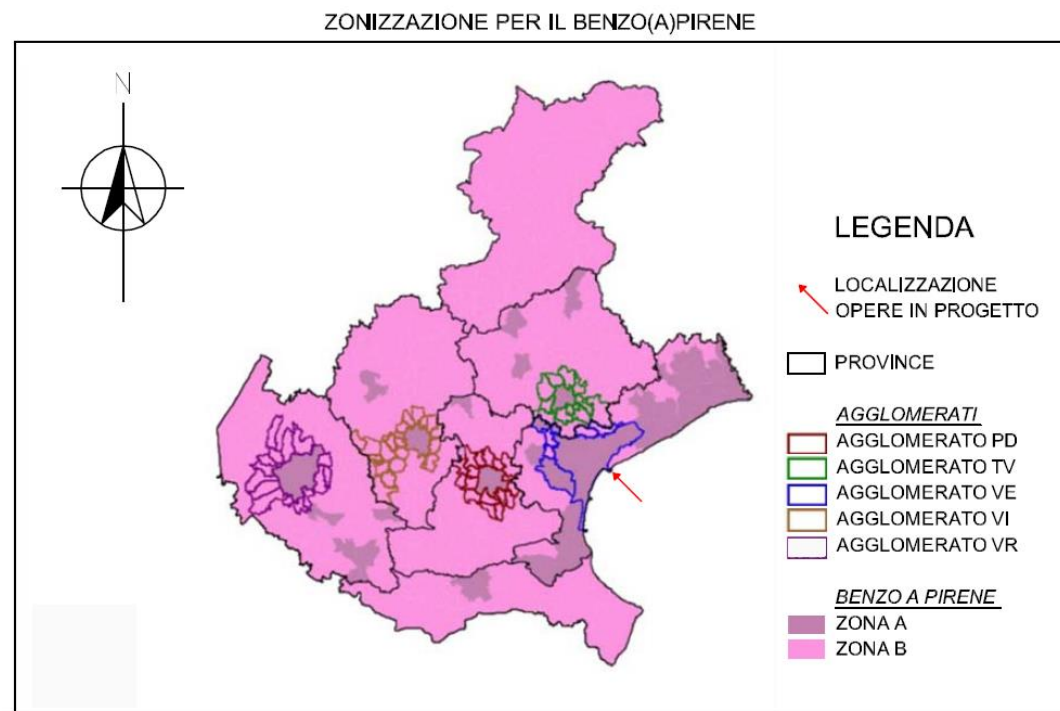 ZONIZZAZIONE PER IL BENZO(A)PIRENE
N
LEGENDA
LOCALIZZAZIONE
OPERE IN PROGETTO
PROVINCE
AGGLOMERATI
AGGLOMERATO PD
AGGLOMERATO TV
AGGLOMERATO VE
AGGLOMERATO VI
AGGLOMERATO VR
BENZO A PIRENE
ZONA A
ZONA B